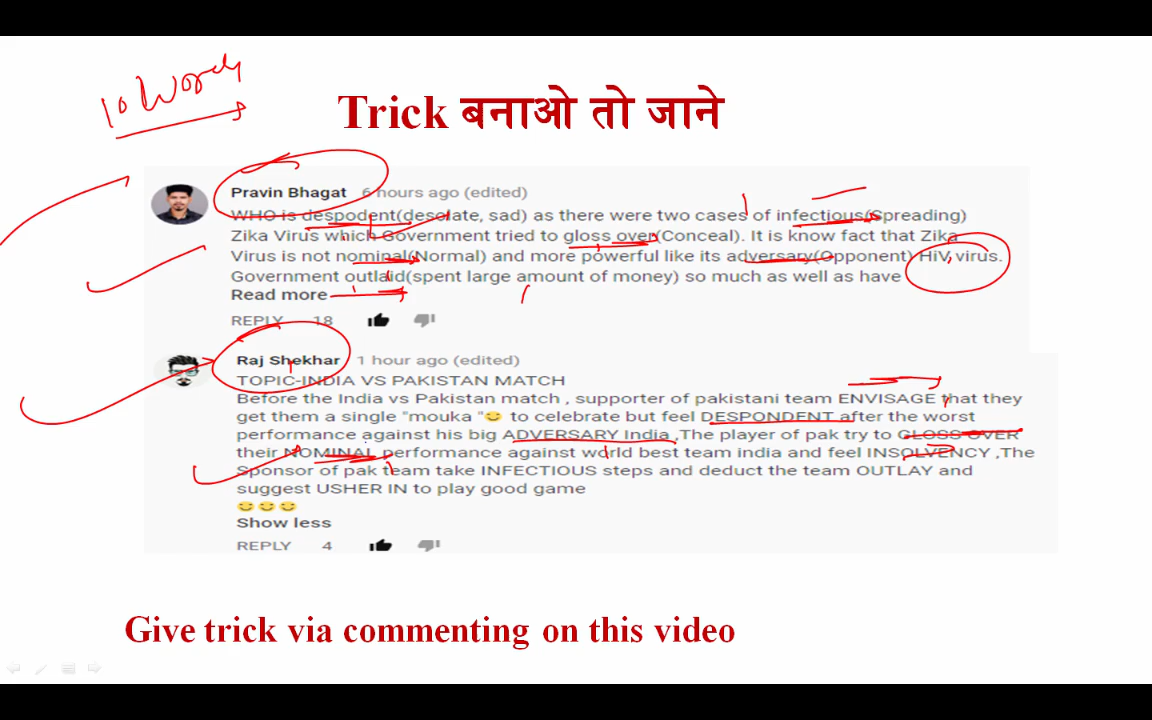 10 Words
Trick बनाओ तो जाने
Pravin Bhagat 6 hours ago (edited)
WHO is despodent(desolate, sad) as there were two cases of infectious(Spreading)
Zika Virus which Government tried to gloss over(Conceal). It is know fact that Zika
Virus is not nominal(Normal) and more powerful like its adversary(Opponent) HiV virus.
Government outlaid(spent large amount of money) so much as well as have
Read more
REPLY 18
Raj Shekhar 1 hour ago (edited)
TOPIC-INDIA VS PAKISTAN MATCH
Before the India vs Pakistan match , supporter of pakistani team ENVISAGE that they
get them a single "mouka "😊 to celebrate but feel DESPONDENT after the worst
performance against his big ADVERSARY India ,The player of pak try to GLOSS OVER
their NOMINAL performance against world best team india and feel INSOLVENCY ,The
Sponsor of pak team take INFECTIOUS steps and deduct the team OUTLAY and
suggest USHER IN to play good game
😊😊😊
Show less
REPLY 4
Give trick via commenting on this video